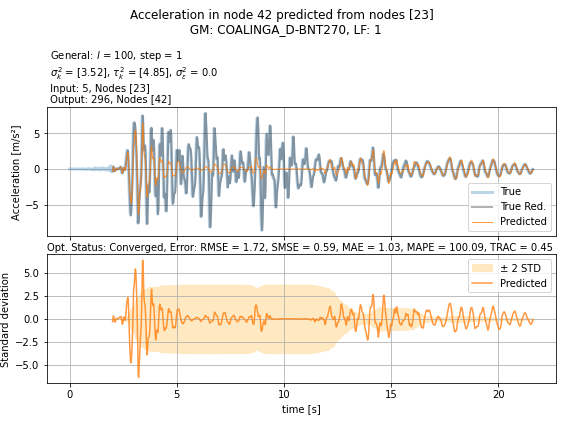 Acceleration in node 42 predicted from nodes [23]
GM: COALINGA_D-BNT270, LF: 1
General: l = 100, step = 1
σ²ₖ = [3.52], τ²ₖ = [4.85], σ²ε = 0.0
Input: 5, Nodes [23]
Output: 296, Nodes [42]
Acceleration [m/s²]
5
0
−5
True
True Red.
Predicted
Opt. Status: Converged, Error: RMSE = 1.72, SMSE = 0.59, MAE = 1.03, MAPE = 100.09, TRAC = 0.45
Standard deviation
5.0
2.5
0.0
−2.5
−5.0
± 2 STD
Predicted
0 5 10 15 20
time [s]